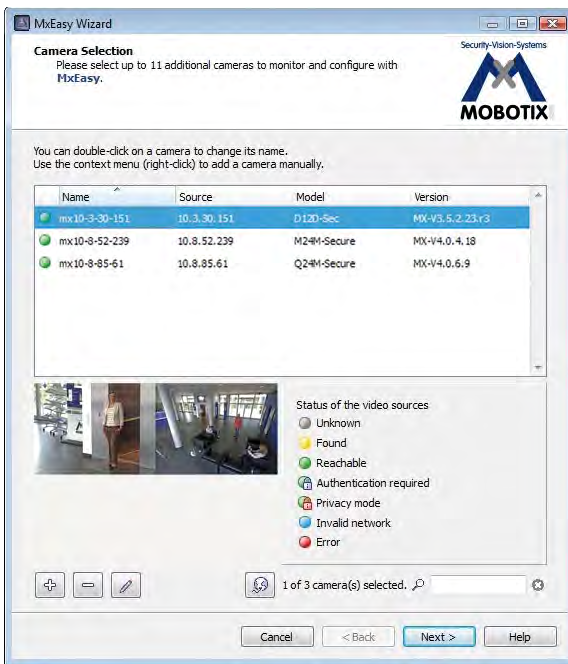 MxEasy Wizard
Camera Selection
Please select up to 11 additional cameras to monitor and configure with
MxEasy.
Security-Vision-Systems
MOBOTIX
You can double-click on a camera to change its name.
Use the context menu (right-click) to add a camera manually.
Name Source Model Version
mx10-3-30-151 10.3.30.151 D12D-Sec MX-V3.5.2.23.r3
mx10-8-52-239 10.8.52.239 M24M-Secure MX-V4.0.4.18
mx10-8-85-61 10.8.85.61 Q24M-Secure MX-V4.0.6.9
Status of the video sources
Unknown
Found
Reachable
Authentication required
Privacy mode
Invalid network
Error
1 of 3 camera(s) selected.
Cancel < Back Next > Help